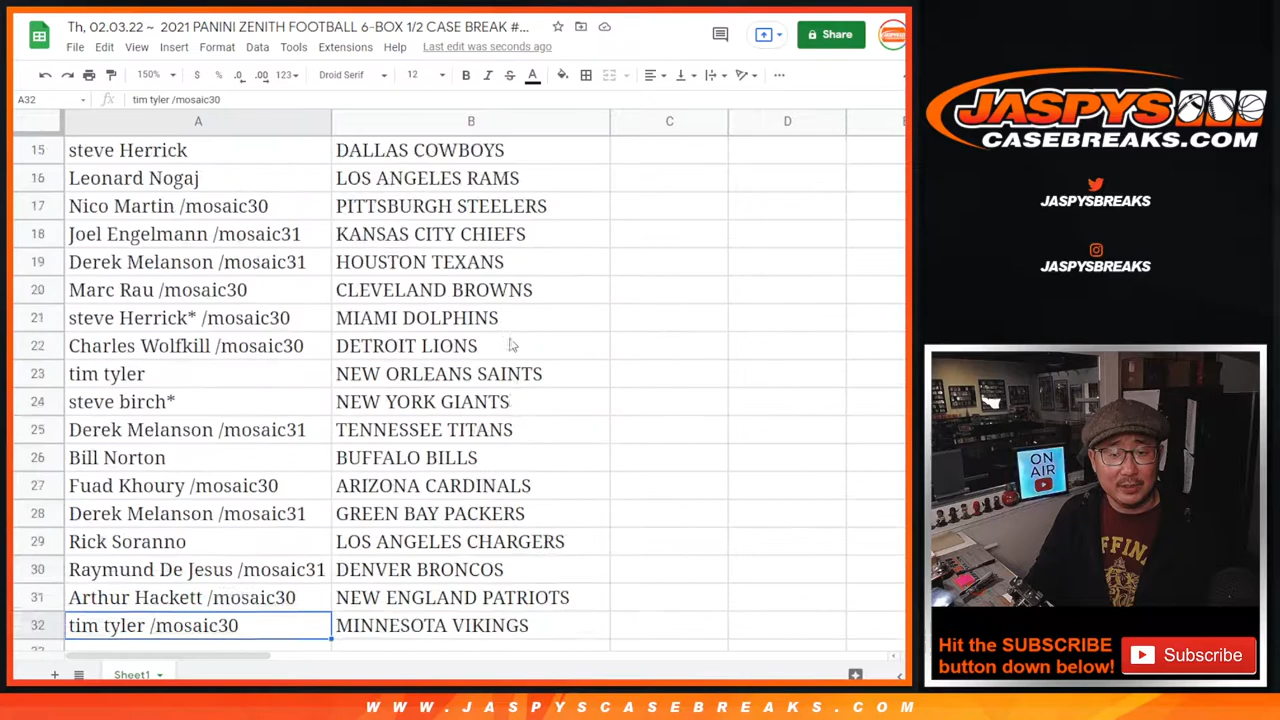 Th, 02.03.22 ~ 2021 PANINI ZENITH FOOTBALL 6-BOX 1/2 CASE BREAK #...
Share
File Edit View Insert Format Data Tools Extensions Help Last edit was seconds ago
150% $ % .0 .00 123 Droid Serif 12 B I S A
A32 fx tim tyler /mosaic30
A B C D E
15 steve Herrick DALLAS COWBOYS
16 Leonard Nogaj LOS ANGELES RAMS
17 Nico Martin /mosaic30 PITTSBURGH STEELERS
18 Joel Engelmann /mosaic31 KANSAS CITY CHIEFS
19 Derek Melanson /mosaic31 HOUSTON TEXANS
20 Marc Rau /mosaic30 CLEVELAND BROWNS
21 steve Herrick* /mosaic30 MIAMI DOLPHINS
22 Charles Wolfkill /mosaic30 DETROIT LIONS
23 tim tyler NEW ORLEANS SAINTS
24 steve birch* NEW YORK GIANTS
25 Derek Melanson /mosaic31 TENNESSEE TITANS
26 Bill Norton BUFFALO BILLS
27 Fuad Khoury /mosaic30 ARIZONA CARDINALS
28 Derek Melanson /mosaic31 GREEN BAY PACKERS
29 Rick Soranno LOS ANGELES CHARGERS
30 Raymund De Jesus /mosaic31 DENVER BRONCOS
31 Arthur Hackett /mosaic30 NEW ENGLAND PATRIOTS
32 tim tyler /mosaic30 MINNESOTA VIKINGS
Sheet1
JASPYS
CASEBREAKS.COM
JASPYSBREAKS
JASPYSBREAKS
ON
AIR
Hit the SUBSCRIBE
button down below!
Subscribe
WWW.JASPYSCASEBREAKS.COM